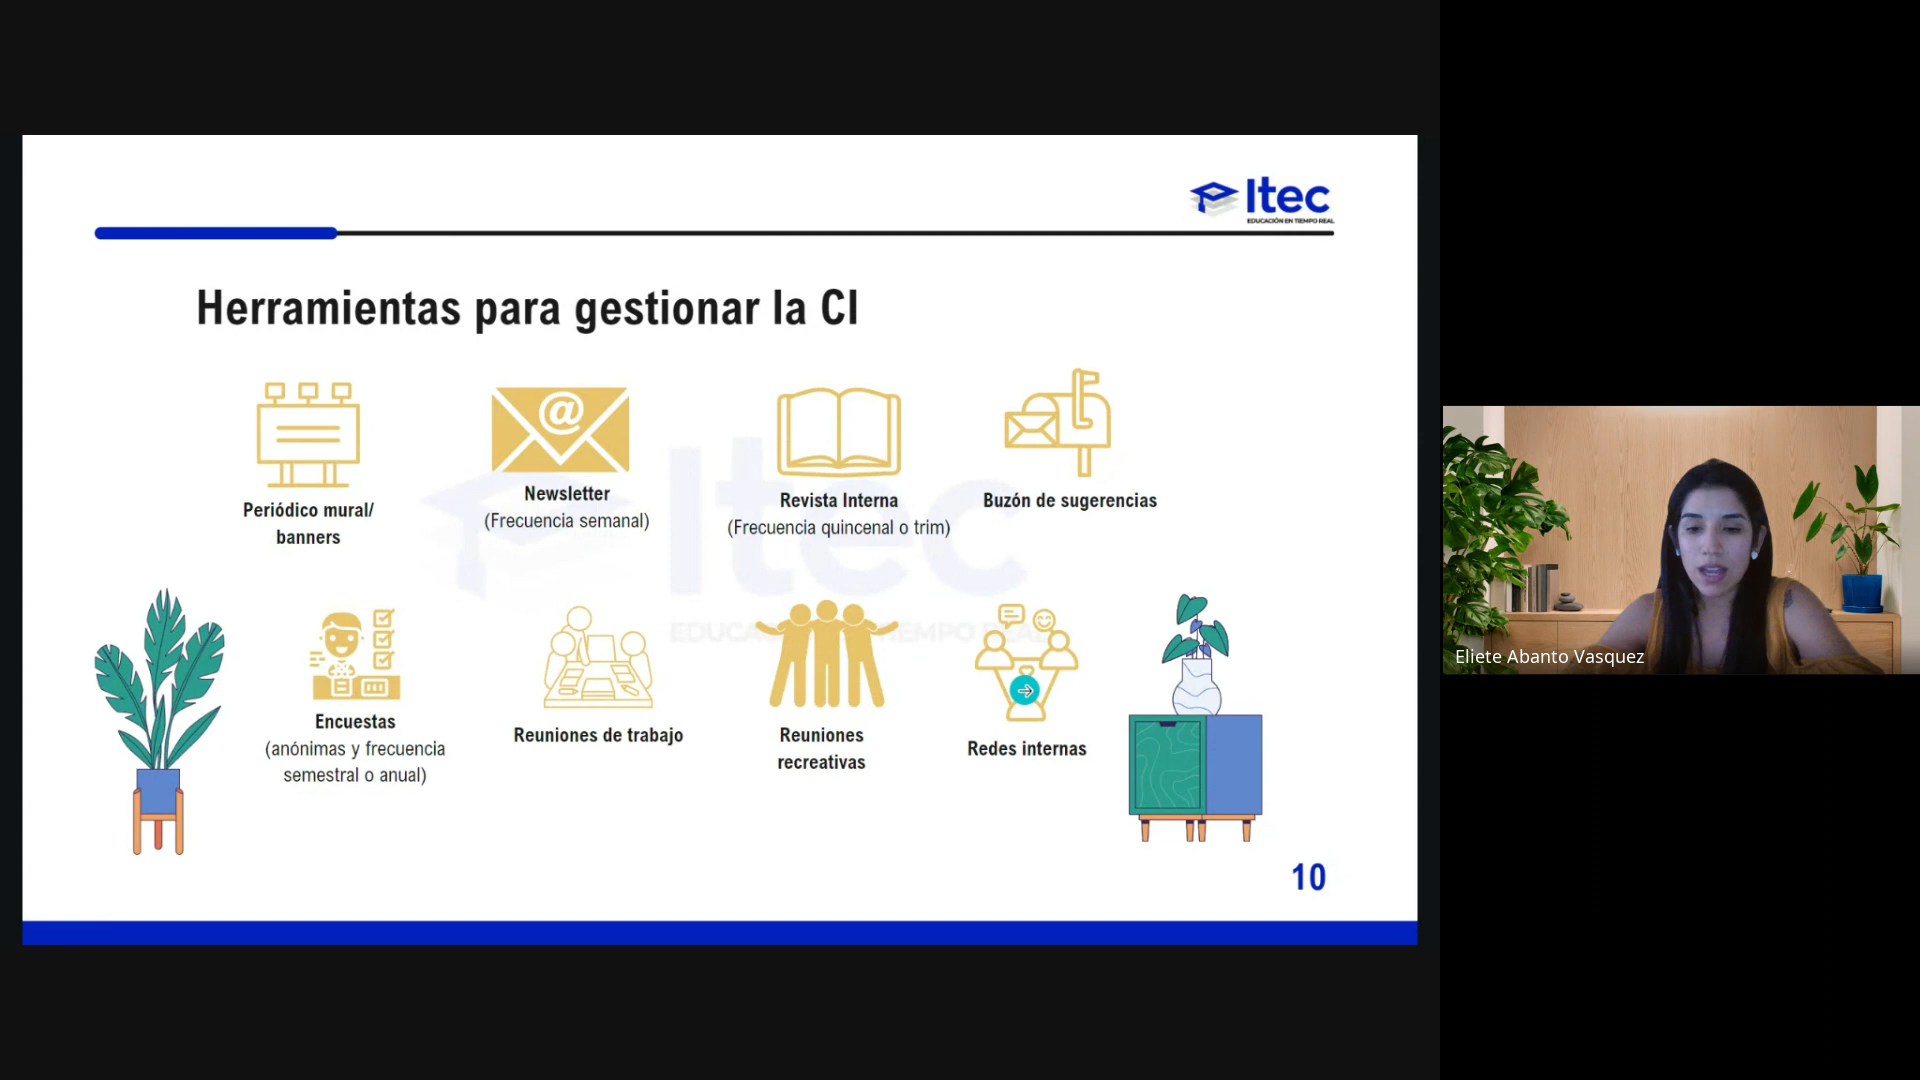 Itec
EDUCACIÓN EN TIEMPO REAL
Herramientas para gestionar la CI
@
Periódico mural/
banners
Newsletter
(Frecuencia semanal)
Revista Interna
(Frecuencia quincenal o trim)
Buzón de sugerencias
Itec
Encuestas
(anónimas y frecuencia
semestral o anual)
Reuniones de trabajo
Reuniones
recreativas
Redes internas
10
Eliete Abanto Vasquez